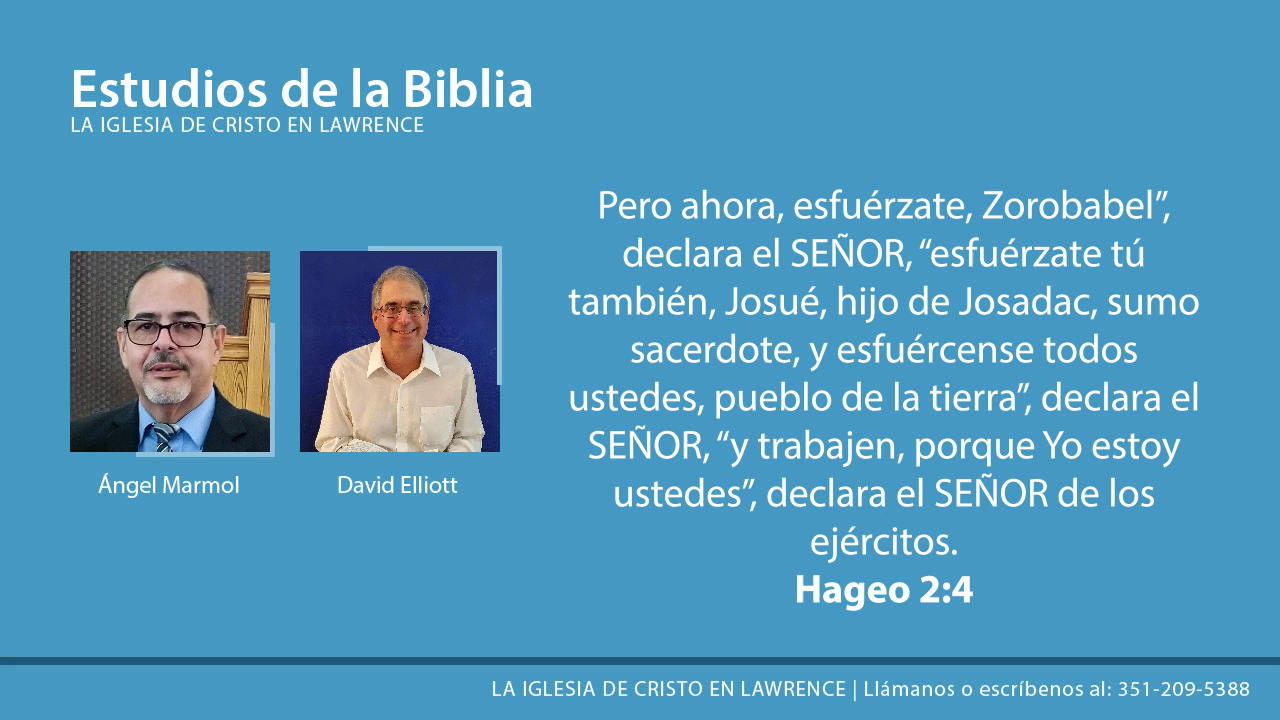 Estudios de la Biblia
LA IGLESIA DE CRISTO EN LAWRENCE
Ángel Marmol
David Elliott
Pero ahora, esfuérzate, Zorobabel”,
declara el SEÑOR, “esfuérzate tú
también, Josué, hijo de Josadac, sumo
sacerdote, y esfuércense todos
ustedes, pueblo de la tierra”, declara el
SEÑOR, “y trabajen, porque Yo estoy
ustedes”, declara el SEÑOR de los
ejércitos.
Hageo 2:4
LA IGLESIA DE CRISTO EN LAWRENCE | Llámanos o escríbenos al: 351-209-5388